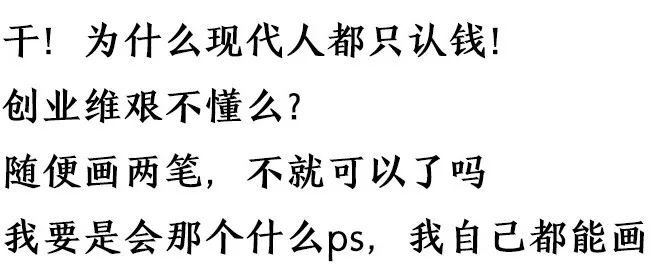 干！为什么现代人都只认钱！
创业维艰不懂么？
随便画两笔，不就可以了吗
我要是会那个什么ps，我自己都能画